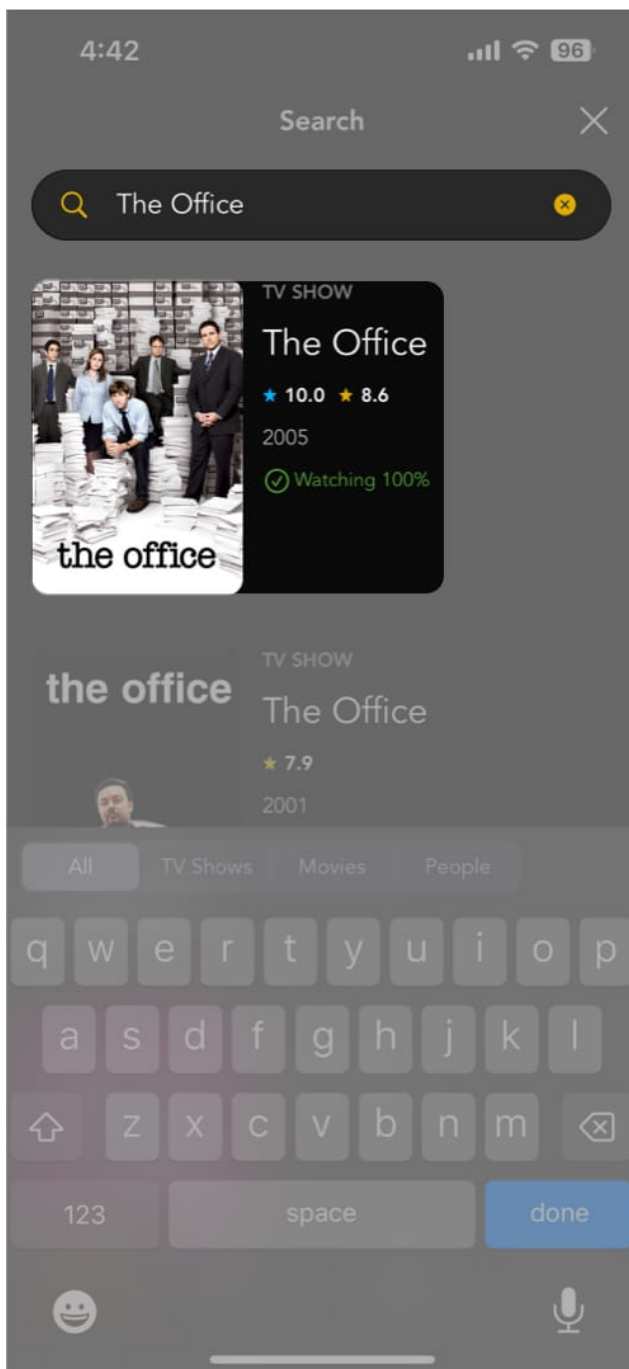 4:42
96
Search
The Office
TV SHOW
The Office
10.0 8.6
2005
Watching 100%
the office
TV SHOW
the office
The Office
7.9
2001
All TV Shows Movies People
q w e r t y u i o p
a s d f g h j k l
z x c v b n m
123 space done